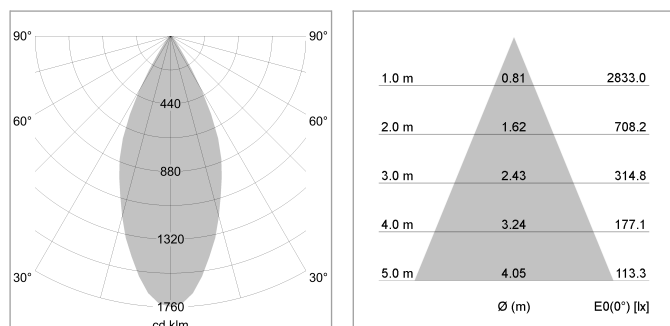 90° 90°
440
60° 60°
880
1320
30° 30°
1760
cd klm
1.0 m 0.81 2833.0
2.0 m 1.62 708.2
3.0 m 2.43 314.8
4.0 m 3.24 177.1
5.0 m 4.05 113.3
Ø (m) E0(0°) [lx]